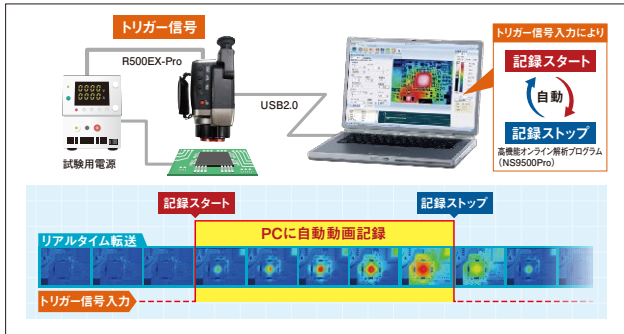 トリガー信号
R500EX-Pro
USB2.0
試験用電源
トリガー信号入力により
記録スタート
自動
記録ストップ
高機能オンライン解析プログラム
(NS9500Pro)
記録スタート
記録ストップ
PCに自動動画記録
リアルタイム転送
トリガー信号入力